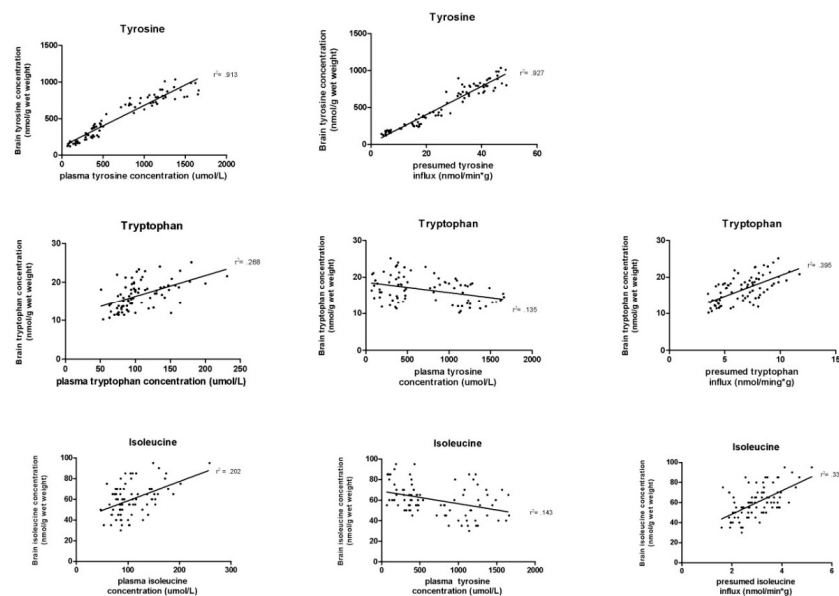 Tyrosine
Brain tyrosine concentration
(nmol/g wet weight)
1500
1000
500
0
0 500 1000 1500 2000
plasma tyrosine concentration (umol/L)
r²= .913
Tyrosine
Brain tyrosine concentration
(nmol/g wet weight)
1500
1000
500
0
0 20 40 60
presumed tyrosine
influx (nmol/min*g)
r²= .927
Tryptophan
Brain tryptophan concentration
(nmol/g wet weight)
30
20
10
0
0 50 100 150 200 250
plasma tryptophan concentration (umol/L)
r²= .268
Tryptophan
Brain tryptophan concentration
(nmol/g wet weight)
30
20
10
0
0 500 1000 1500 2000
plasma tyrosine
concentration (umol/L)
r²= .135
Tryptophan
Brain tryptophan concentration
(nmol/g wet weight)
30
20
10
0
0 5 10 15
presumed tryptophan
influx (nmol/ming*g)
r²= .395
Isoleucine
Brain isoleucine concentration
(nmol/g wet weight)
100
80
60
40
20
0
0 100 200 300
plasma isoleucine
concentration (umol/L)
r² = .202
Isoleucine
Brain isoleucine concentration
(nmol/g wet weight)
100
80
60
40
20
0
0 500 1000 1500 2000
plasma tyrosine
concentration (umol/L)
r² = .143
Isoleucine
Brain isoleucine concentration
(nmol/g wet weight)
100
80
60
40
20
0
0 2 4 6
presumed isoleucine
influx (nmol/min*g)
r² = .33